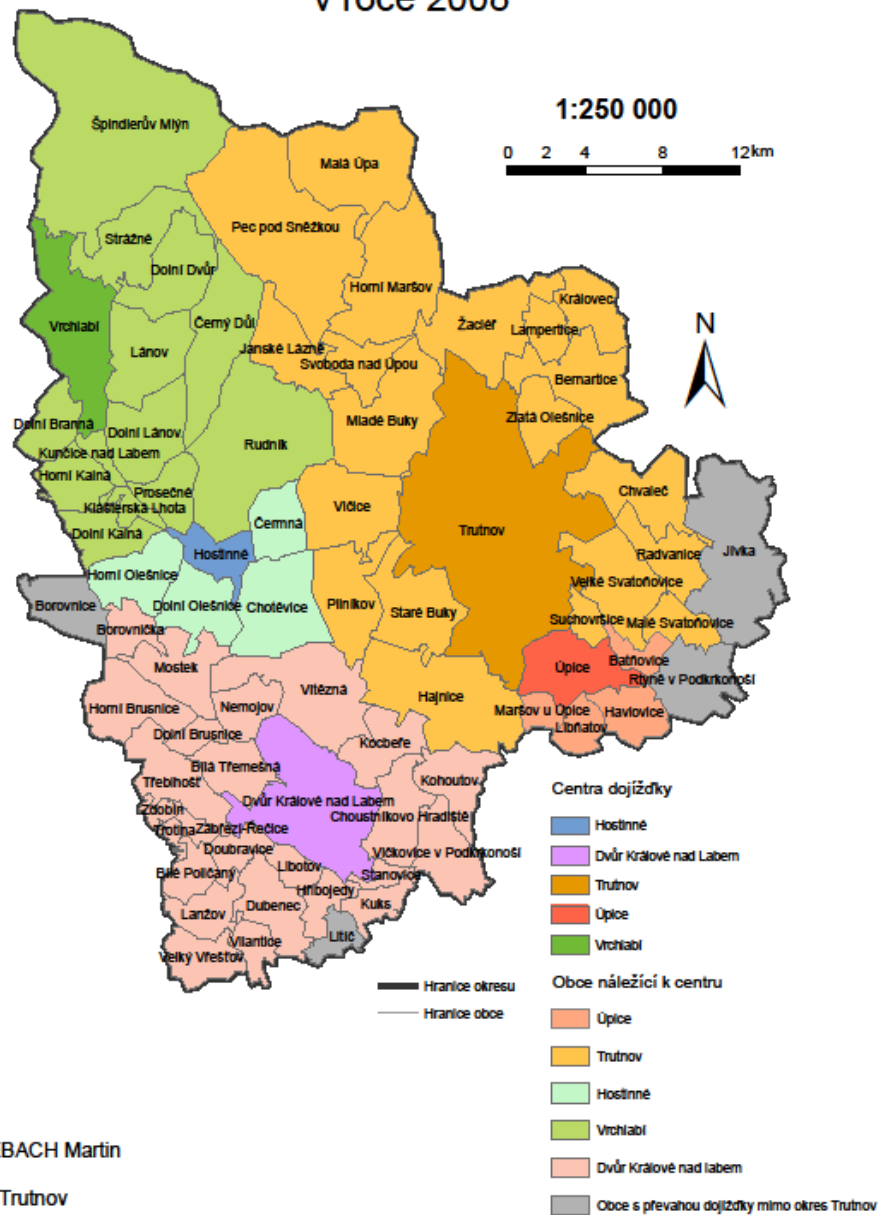 v roce 2008
1:250 000
0 2 4 8 12 km
N
Špindlerův Mlýn
Malá Úpa
Pec pod Sněžkou
Strážné
Dolní Dvůr
Horní Maršov
Vrchlabí
Černý Důl
Žacléř
Královec
Lampertice
Lánov
Janské Lázně
Svoboda nad Úpou
Bernartice
Dolní Branná
Dolní Lánov
Mladé Buky
Zlatá Olešnice
Rudník
Kunčice nad Labem
Horní Kalná
Prosečné
Klášterská Lhota
Chvaleč
Čermná
Vlčice
Dolní Kalná
Trutnov
Hostinné
Radvanice
Jívka
Horní Olešnice
Velké Svatoňovice
Borovnice
Dolní Olešnice
Chotěvice
Pilníkov
Staré Buky
Suchovršice
Malé Svatoňovice
Borovnička
Mostek
Úpice
Batňovice
Rtyně v Podkrkonoší
Vítězná
Hajnice
Horní Brusnice
Nemojov
Maršov u Úpice
Havlovice
Libňatov
Dolní Brusnice
Kocbeře
Bílá Třemešná
Třebihošť
Kohoutov
Dvůr Králové nad Labem
Zdobín
Choustníkovo Hradiště
Trotina
Zábřezí-Řečice
Doubravice
Vlčkovice v Podkrkonoší
Bílé Poličany
Libotov
Stanovice
Hřibojedy
Lanžov
Dubenec
Kuks
Vilantice
Litíč
Velký Vřešťov
Centra dojížďky
Hostinné
Dvůr Králové nad Labem
Trutnov
Úpice
Vrchlabí
Hranice okresu
Hranice obce
Obce náležící k centru
Úpice
Trutnov
Hostinné
Vrchlabí
Dvůr Králové nad labem
Obce s převahou dojížďky mimo okres Trutnov
EBACH Martin
Trutnov